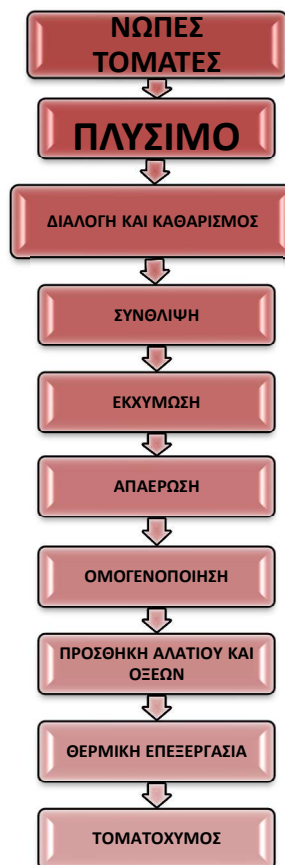 ΝΩΠΕΣ
ΤΟΜΑΤΕΣ
ΠΛΥΣΙΜΟ
ΔΙΑΛΟΓΗ ΚΑΙ ΚΑΘΑΡΙΣΜΟΣ
ΣΥΝΘΛΙΨΗ
ΕΚΧΥΜΩΣΗ
ΑΠΑΕΡΩΣΗ
ΟΜΟΓΕΝΟΠΟΙΗΣΗ
ΠΡΟΣΘΗΚΗ ΑΛΑΤΙΟΥ ΚΑΙ
ΟΞΕΩΝ
ΘΕΡΜΙΚΗ ΕΠΕΞΕΡΓΑΣΙΑ
ΤΟΜΑΤΟΧΥΜΟΣ